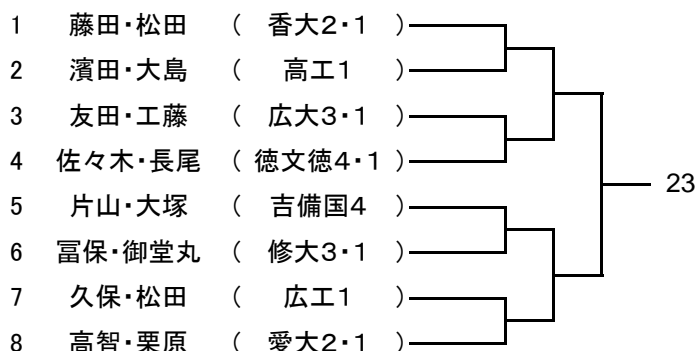 1 藤田・松田 ( 香大2・1 )
2 濱田・大島 ( 高工1 )
3 友田・工藤 ( 広大3・1 )
4 佐々木・長尾 ( 徳文徳4・1 )
5 片山・大塚 ( 吉備国4 )
6 冨保・御堂丸 ( 修大3・1 )
7 久保・松田 ( 広工1 )
8 高智・栗原 ( 愛大2・1 )
23